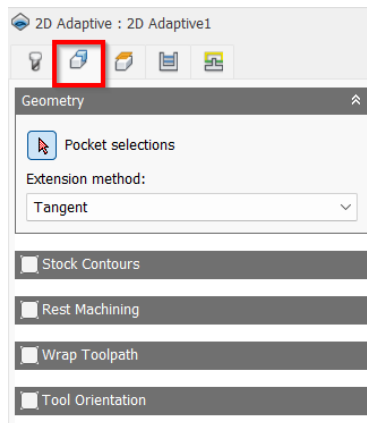 2D Adaptive : 2D Adaptive1
Geometry
Pocket selections
Extension method:
Tangent
Stock Contours
Rest Machining
Wrap Toolpath
Tool Orientation